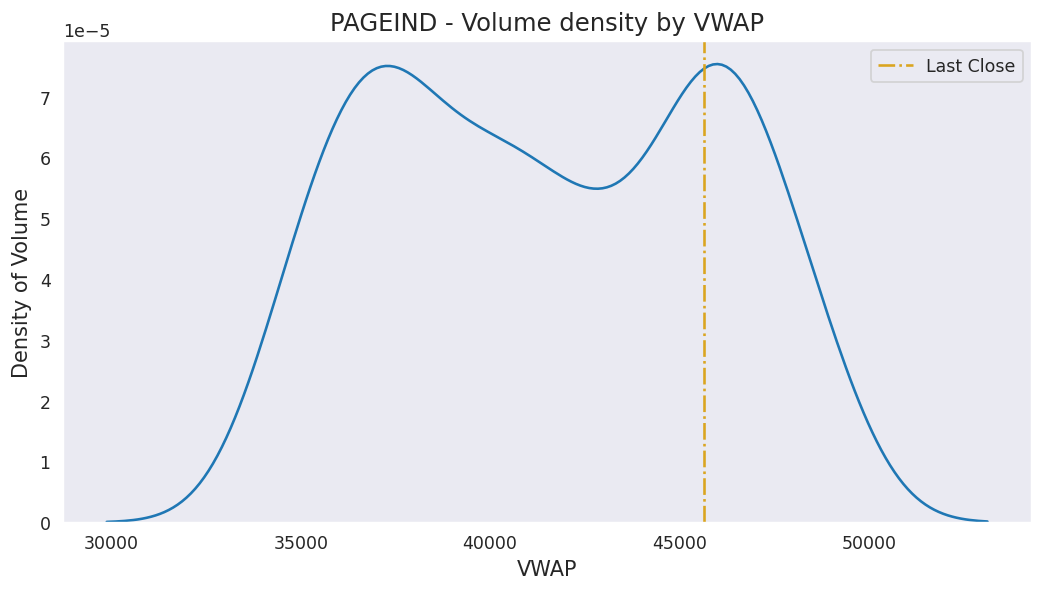 PAGEIND - Volume density by VWAP
1e−5
Last Close
Density of Volume
7
6
5
4
3
2
1
0
30000 35000 40000 45000 50000
VWAP